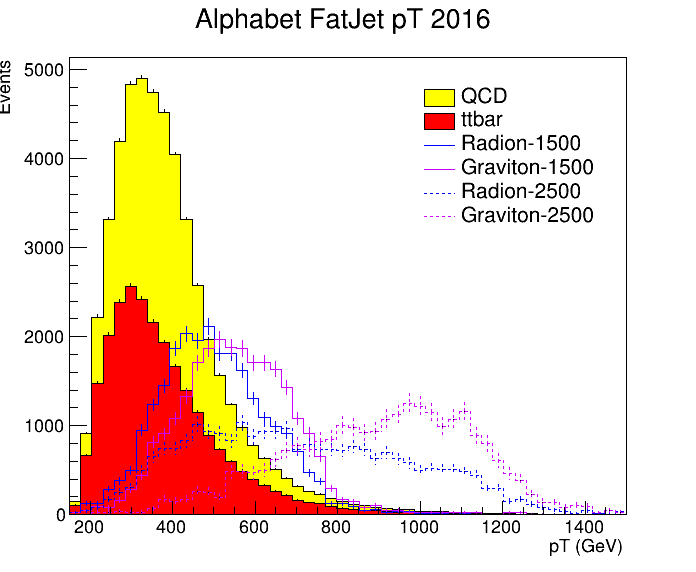 Alphabet FatJet pT 2016
Events
5000
4000
3000
2000
1000
0
QCD
ttbar
Radion-1500
Graviton-1500
Radion-2500
Graviton-2500
200 400 600 800 1000 1200 1400
pT (GeV)